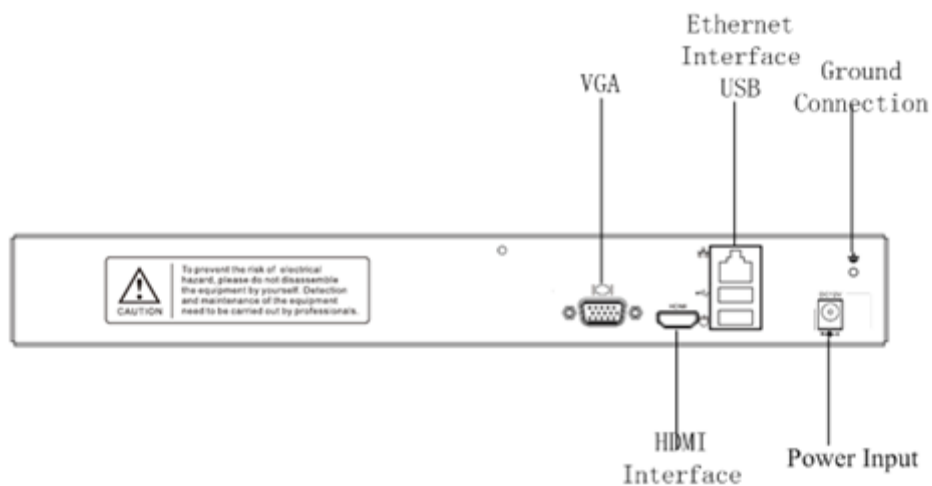 Ethernet
Interface
USB
VGA
Ground
Connection
To prevent the risk of electrical
hazard, please do not disassemble
the equipment by yourself. Detection
and maintenance of the equipment
need to be carried out by professionals.
CAUTION
HDMI
DC12V
HDMI
Interface
Power Input